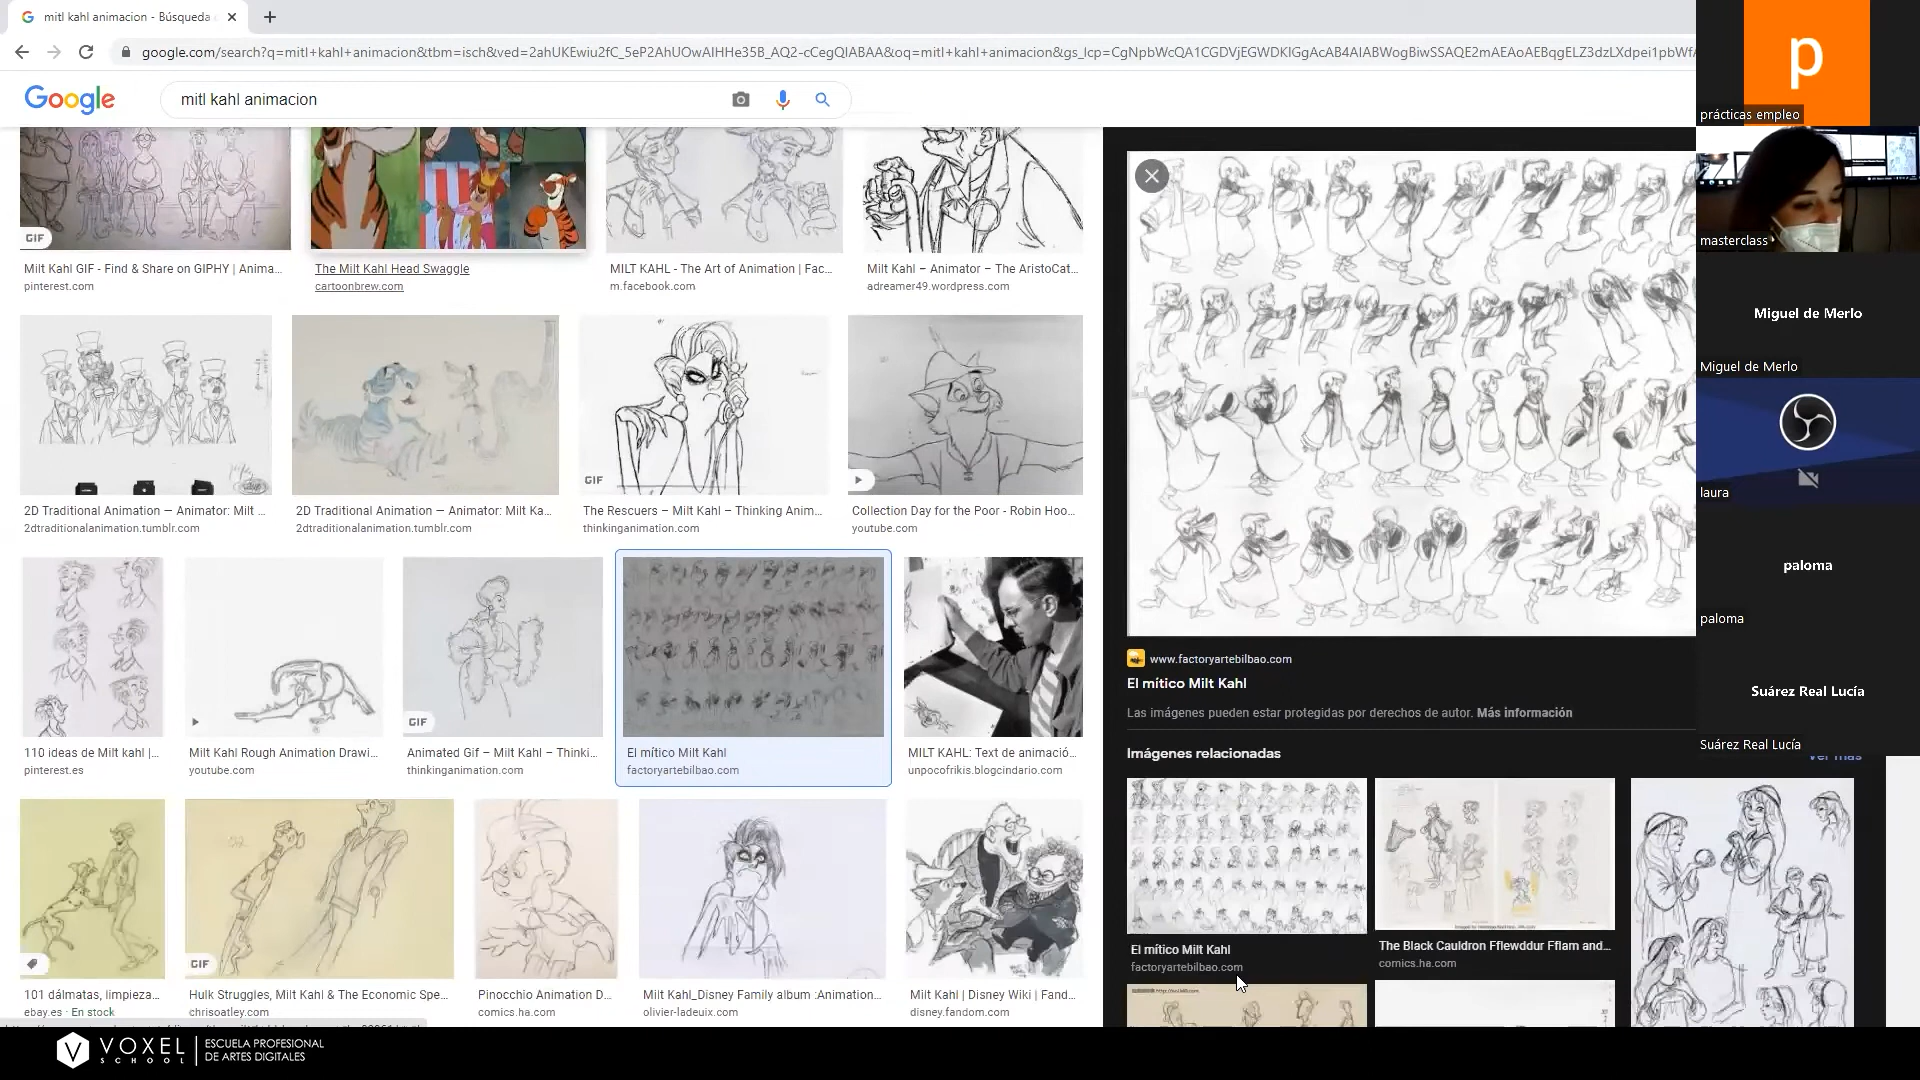 mitl kahl animacion - Búsqueda
google.com/search?q=mitl+kahl+animacion&tbm=isch&ved=2ahUKEwiu2fC_5eP2AhUOwAIHHe35B_AQ2-cCegQIABAA&oq=mitl+kahl+animacion&gs_lcp=CgNpbWcQA1CGDVjEGWDKIGgAcAB4AIABWogBiwSSAQE2mAEAoAEBqgELZ3dzLXdpei1pbWf
Google
mitl kahl animacion
GIF
Milt Kahl GIF - Find & Share on GIPHY | Anima...
pinterest.com
The Milt Kahl Head Swaggle
cartoonbrew.com
MILT KAHL - The Art of Animation | Fac...
m.facebook.com
Milt Kahl – Animator – The AristoCat...
adreamer49.wordpress.com
2D Traditional Animation — Animator: Milt ...
2dtraditionalanimation.tumblr.com
2D Traditional Animation — Animator: Milt Ka...
2dtraditionalanimation.tumblr.com
GIF
The Rescuers – Milt Kahl – Thinking Anim...
thinkinganimation.com
Collection Day for the Poor - Robin Hoo...
youtube.com
110 ideas de Milt kahl |...
pinterest.es
Milt Kahl Rough Animation Drawi...
youtube.com
GIF
Animated Gif – Milt Kahl – Thinki...
thinkinganimation.com
El mítico Milt Kahl
factoryartebilbao.com
MILT KAHL: Text de animació...
unpocofrikis.blogcindario.com
101 dálmatas, limpieza...
ebay.es · En stock
GIF
Hulk Struggles, Milt Kahl & The Economic Spe...
chrisoatley.com
Pinocchio Animation D...
comics.ha.com
Milt Kahl_Disney Family album :Animation...
olivier-ladeuix.com
Milt Kahl | Disney Wiki | Fand...
disney.fandom.com
www.factoryartebilbao.com
El mítico Milt Kahl
Las imágenes pueden estar protegidas por derechos de autor. Más información
Imágenes relacionadas
Ver más
El mítico Milt Kahl
factoryartebilbao.com
The Black Cauldron Fflewddur Fflam and...
comics.ha.com
p
prácticas empleo
masterclass
Miguel de Merlo
Miguel de Merlo
laura
paloma
paloma
Suárez Real Lucía
Suárez Real Lucía
VOXEL
SCHOOL
ESCUELA PROFESIONAL
DE ARTES DIGITALES